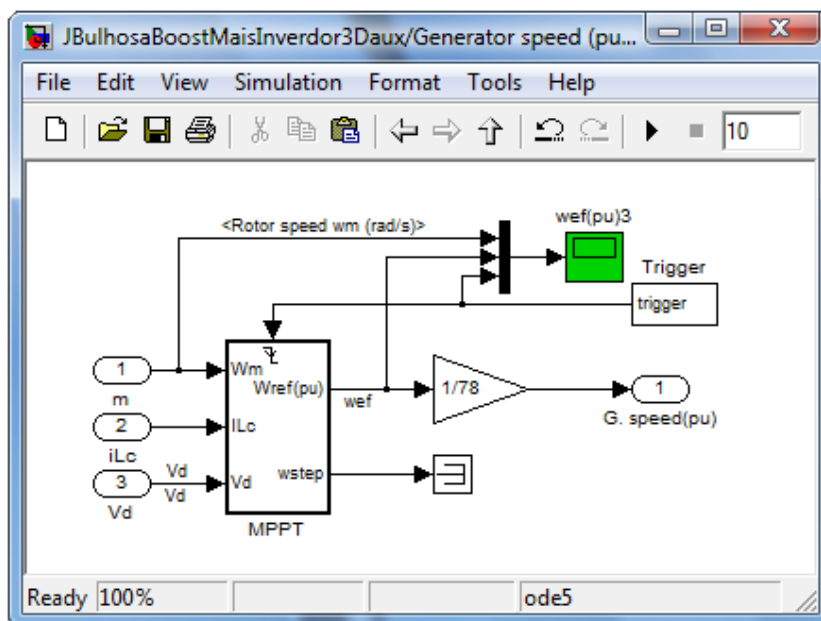 JBulhosaBoostMaisInverdor3Daux/Generator speed (pu...
File Edit View Simulation Format Tools Help
10
<Rotor speed wm (rad/s)>
wef(pu)3
Trigger
trigger
1
m
2
iLc
3
Vd
Vd
Vd
Wm
Wref(pu)
ILc
wstep
Vd
MPPT
wef
1/78
1
G. speed(pu)
Ready 100% ode5